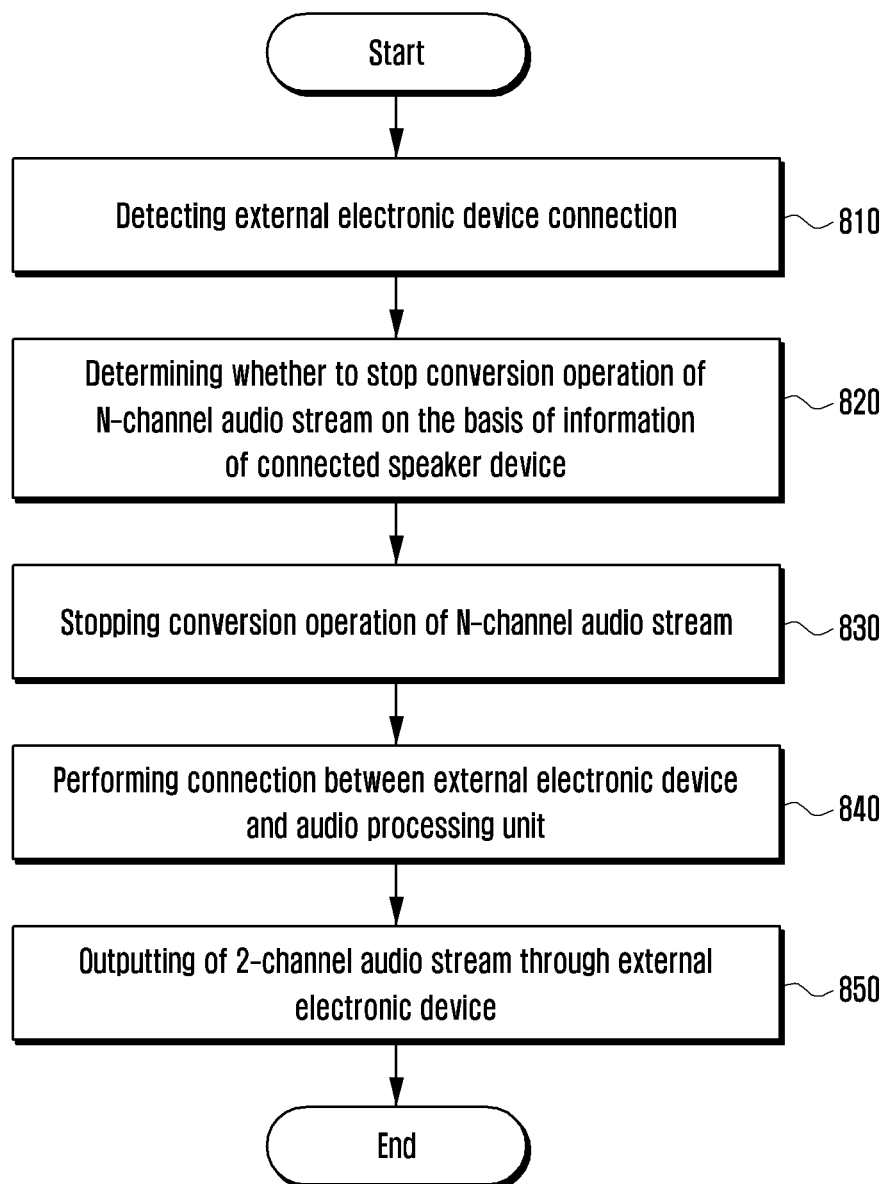 Start
Detecting external electronic device connection
810
Determining whether to stop conversion operation of
N-channel audio stream on the basis of information
of connected speaker device
820
Stopping conversion operation of N-channel audio stream
830
Performing connection between external electronic device
and audio processing unit
840
Outputting of 2-channel audio stream through external
electronic device
850
End